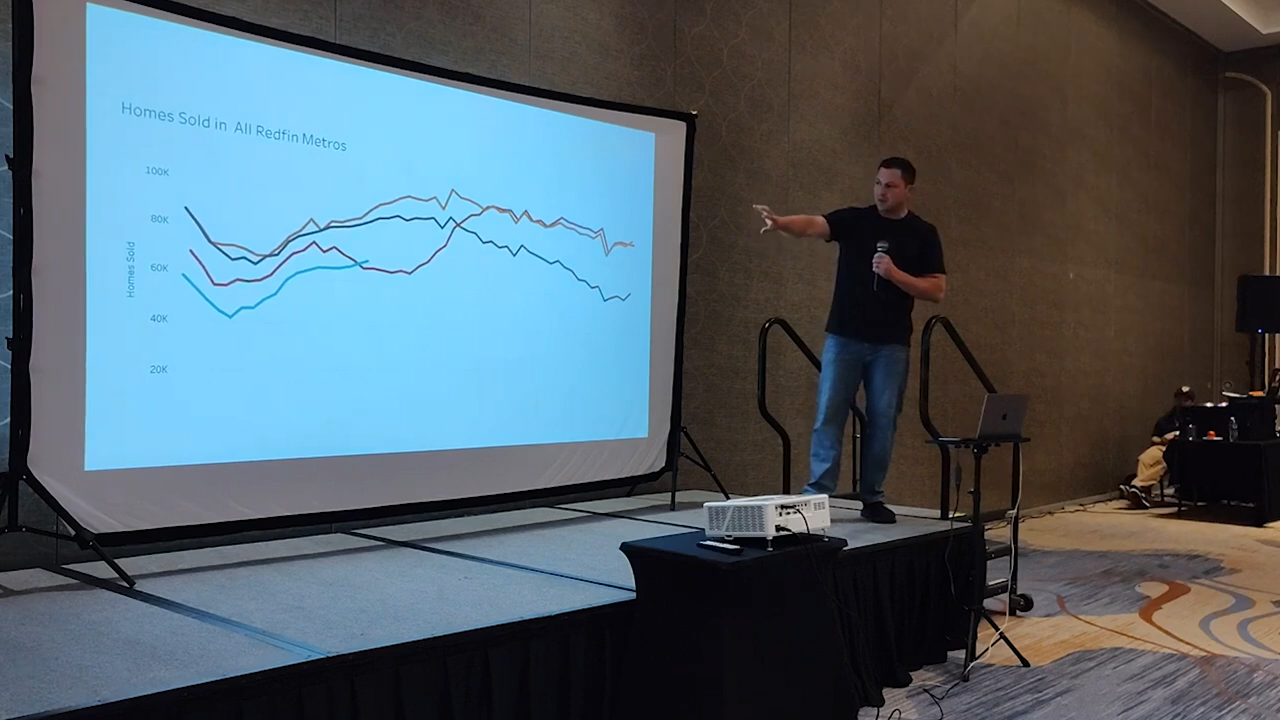 Homes Sold in All Redfin Metros
100K
80K
60K
40K
20K
Homes Sold